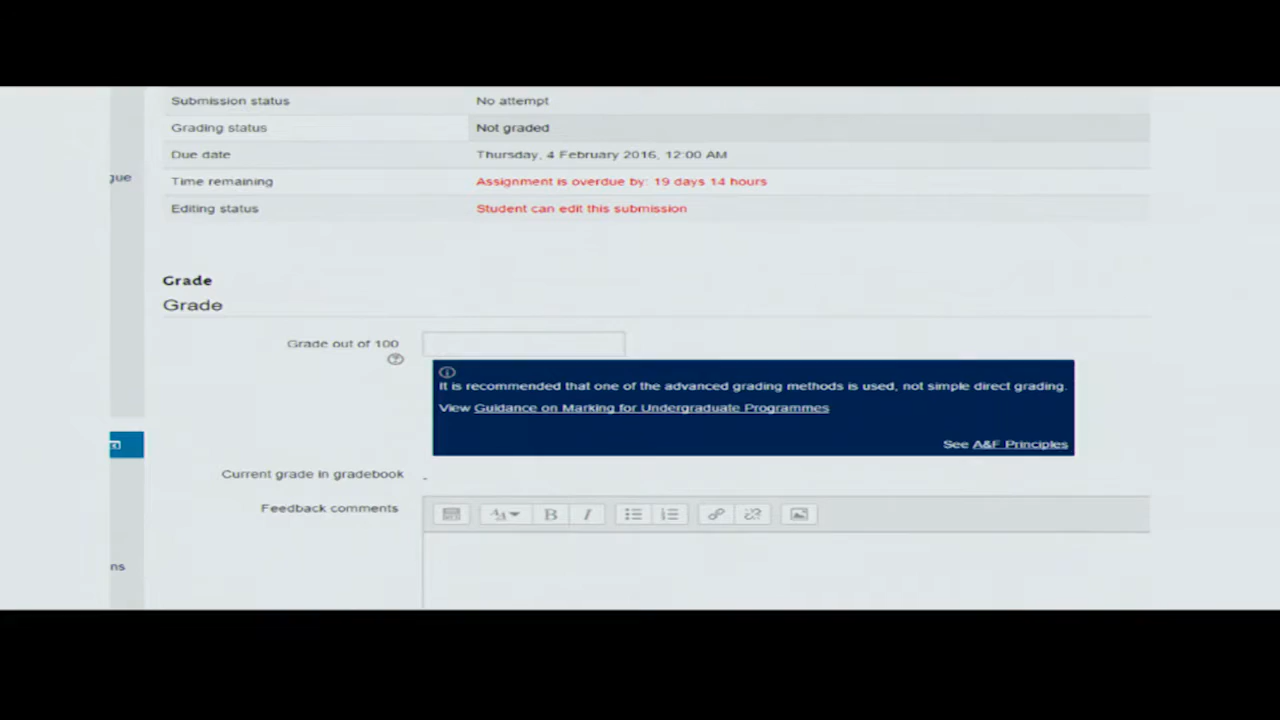 Submission status No attempt
Grading status Not graded
Due date Thursday, 4 February 2016, 12:00 AM
gue
Time remaining Assignment is overdue by: 19 days 14 hours
Editing status Student can edit this submission
Grade
Grade
Grade out of 100
It is recommended that one of the advanced grading methods is used, not simple direct grading.
View Guidance on Marking for Undergraduate Programmes
See A&F Principles
Current grade in gradebook -
Feedback comments
ns